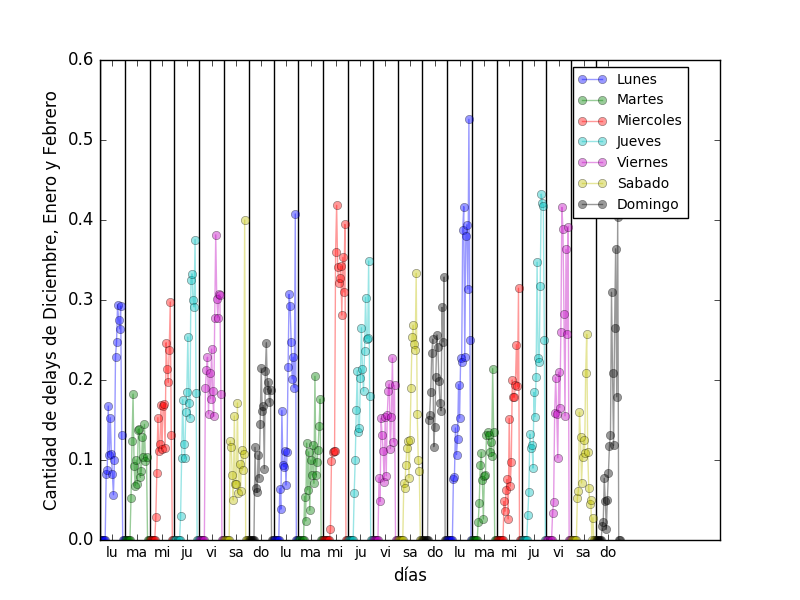 Cantidad de delays de Diciembre, Enero y Febrero
0.6
0.5
0.4
0.3
0.2
0.1
0.0
lu ma mi ju vi sa do lu ma mi ju vi sa do lu ma mi ju vi sa do
días
Lunes
Martes
Miercoles
Jueves
Viernes
Sabado
Domingo